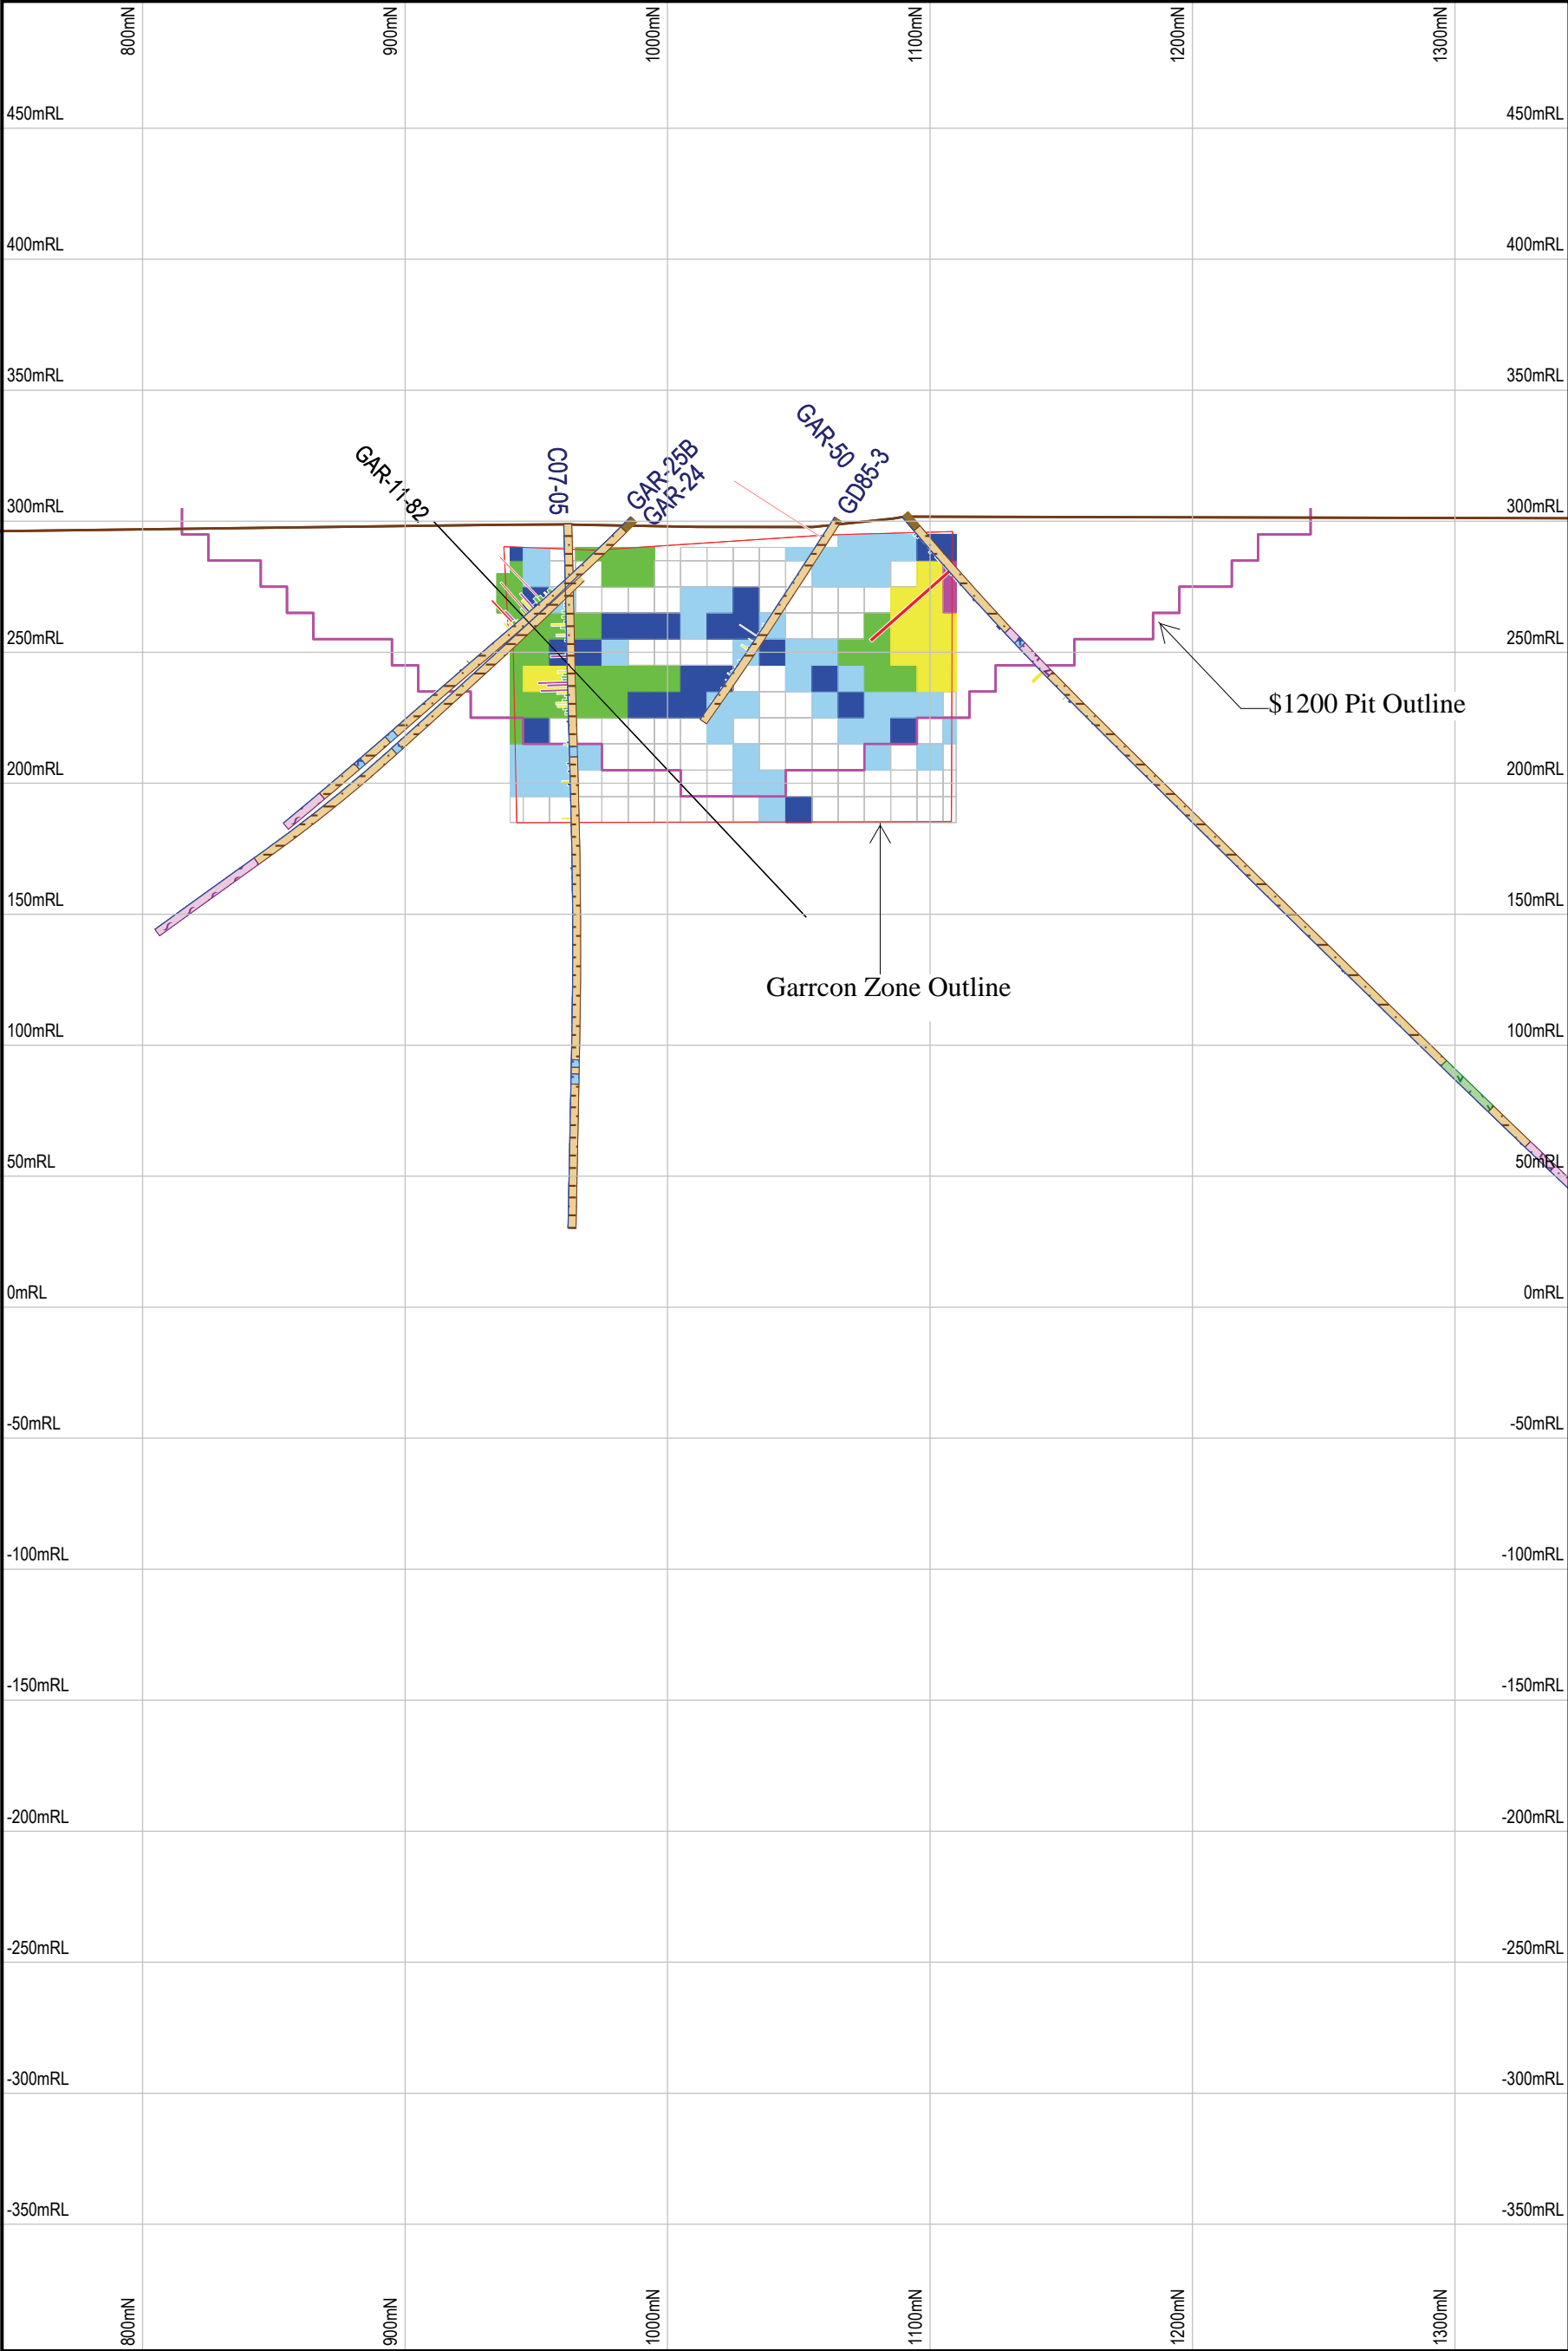 800mN
900mN
1000mN
1100mN
1200mN
1300mN
450mRL
450mRL
400mRL
400mRL
350mRL
350mRL
GAR-11-82
C07-05
GAR-25B
GAR-24
GAR-50
GD85-3
300mRL
300mRL
250mRL
250mRL
$1200 Pit Outline
200mRL
200mRL
150mRL
150mRL
Garrcon Zone Outline
100mRL
100mRL
50mRL
50mRL
0mRL
0mRL
-50mRL
-50mRL
-100mRL
-100mRL
-150mRL
-150mRL
-200mRL
-200mRL
-250mRL
-250mRL
-300mRL
-300mRL
-350mRL
-350mRL
800mN
900mN
1000mN
1100mN
1200mN
1300mN